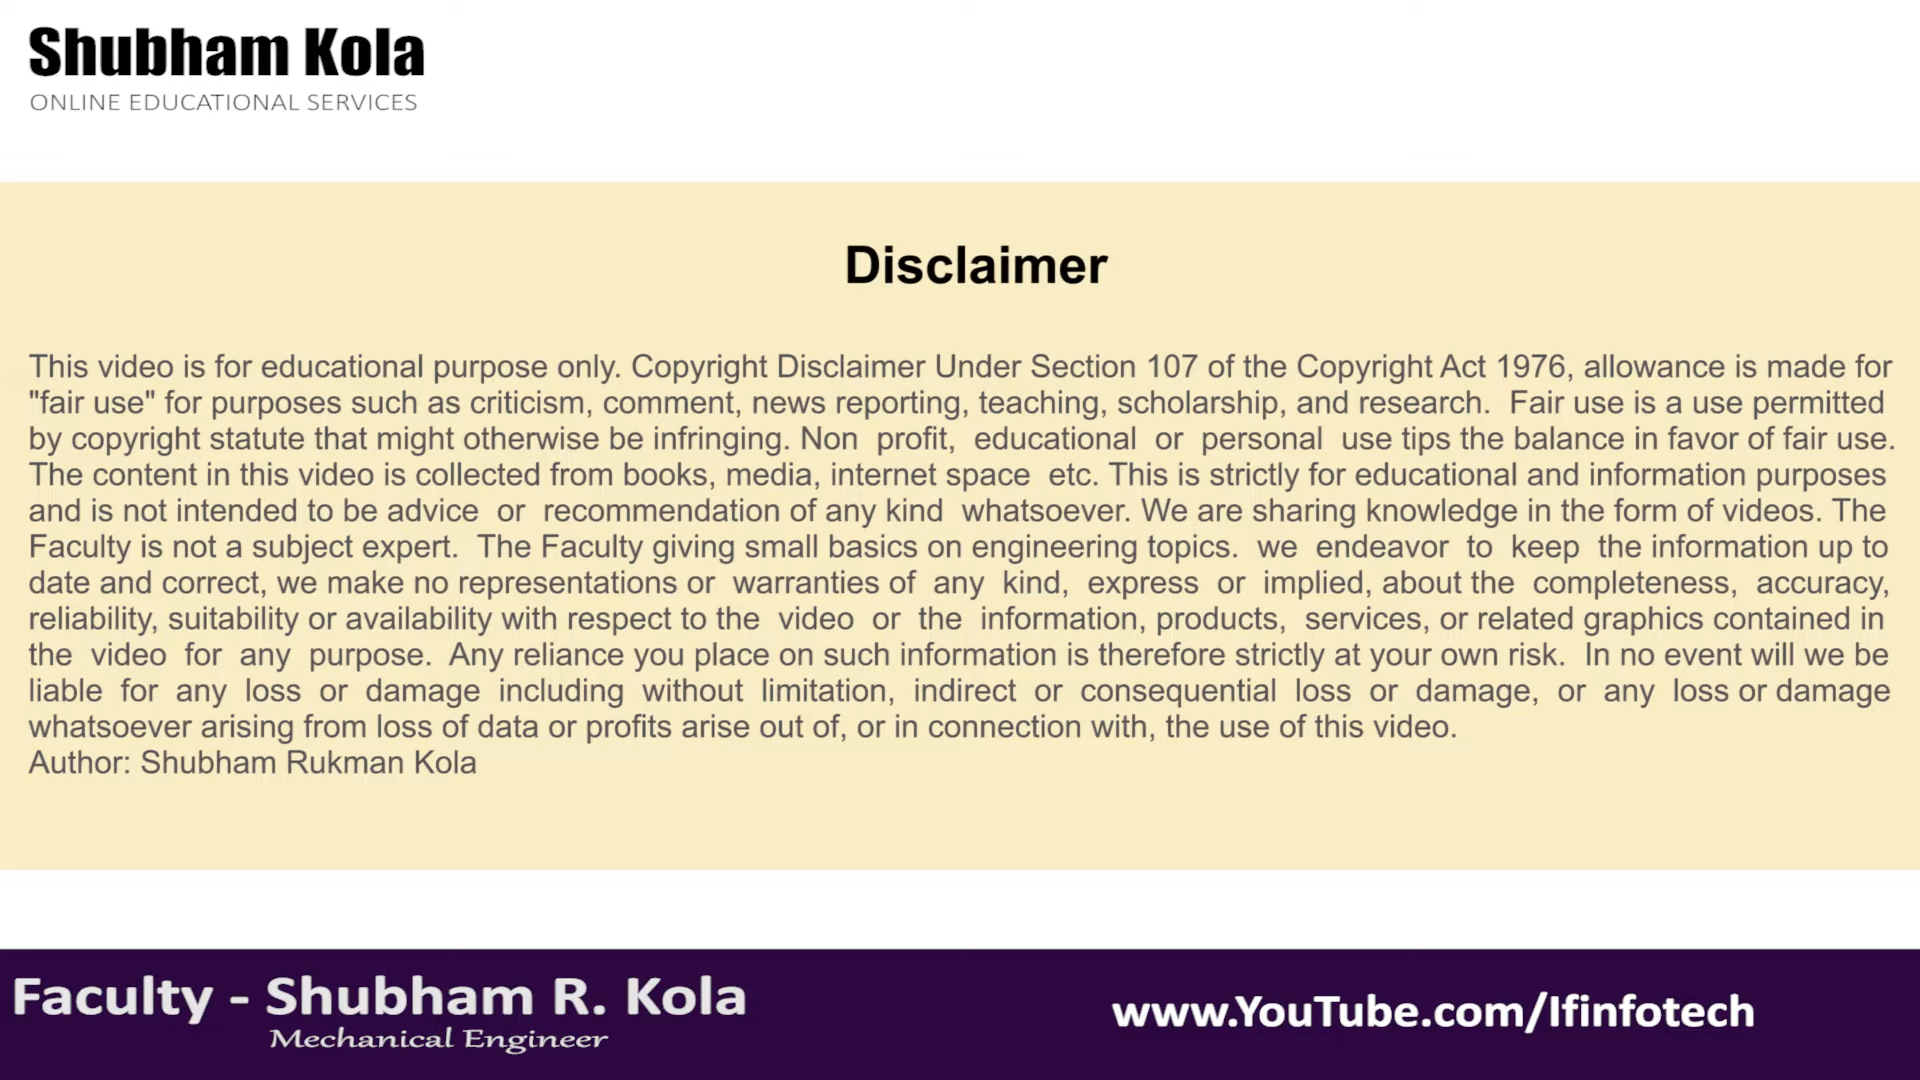 Shubham Kola
ONLINE EDUCATIONAL SERVICES
Disclaimer
This video is for educational purpose only. Copyright Disclaimer Under Section 107 of the Copyright Act 1976, allowance is made for
"fair use" for purposes such as criticism, comment, news reporting, teaching, scholarship, and research. Fair use is a use permitted
by copyright statute that might otherwise be infringing. Non profit, educational or personal use tips the balance in favor of fair use.
The content in this video is collected from books, media, internet space etc. This is strictly for educational and information purposes
and is not intended to be advice or recommendation of any kind whatsoever. We are sharing knowledge in the form of videos. The
Faculty is not a subject expert. The Faculty giving small basics on engineering topics. we endeavor to keep the information up to
date and correct, we make no representations or warranties of any kind, express or implied, about the completeness, accuracy,
reliability, suitability or availability with respect to the video or the information, products, services, or related graphics contained in
the video for any purpose. Any reliance you place on such information is therefore strictly at your own risk. In no event will we be
liable for any loss or damage including without limitation, indirect or consequential loss or damage, or any loss or damage
whatsoever arising from loss of data or profits arise out of, or in connection with, the use of this video.
Author: Shubham Rukman Kola
Faculty - Shubham R. Kola
Mechanical Engineer
www.YouTube.com/Ifinfotech